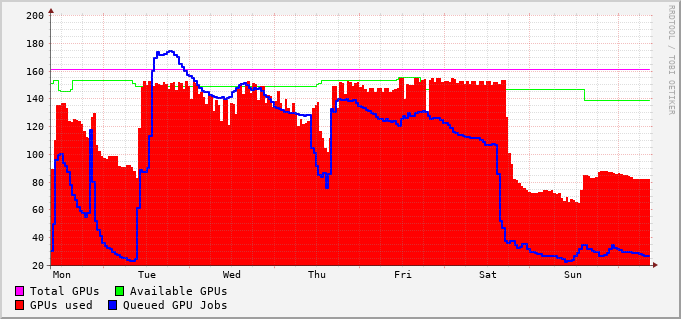 200
180
160
140
120
100
80
60
40
20
Mon Tue Wed Thu Fri Sat Sun
Total GPUs Available GPUs
GPUs used Queued GPU Jobs
RRDTOOL / TOBI OETIKER